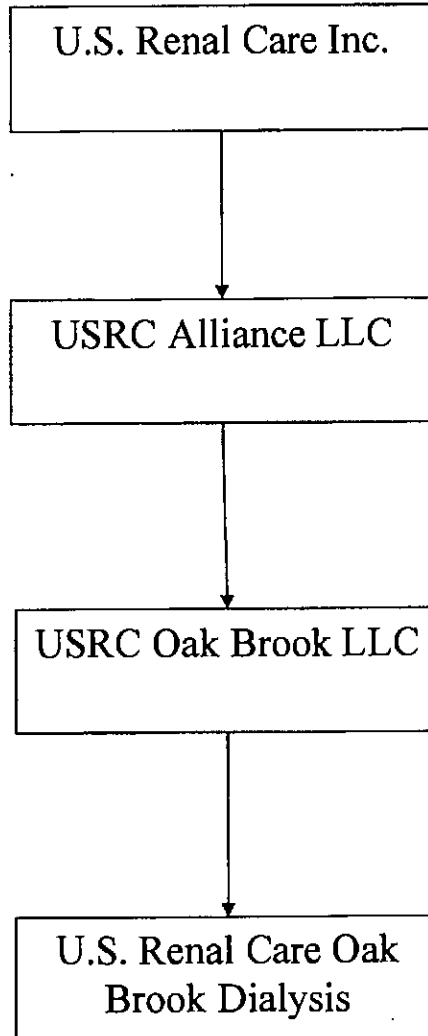 U.S. Renal Care Inc.
USRC Alliance LLC
USRC Oak Brook LLC
U.S. Renal Care Oak
Brook Dialysis